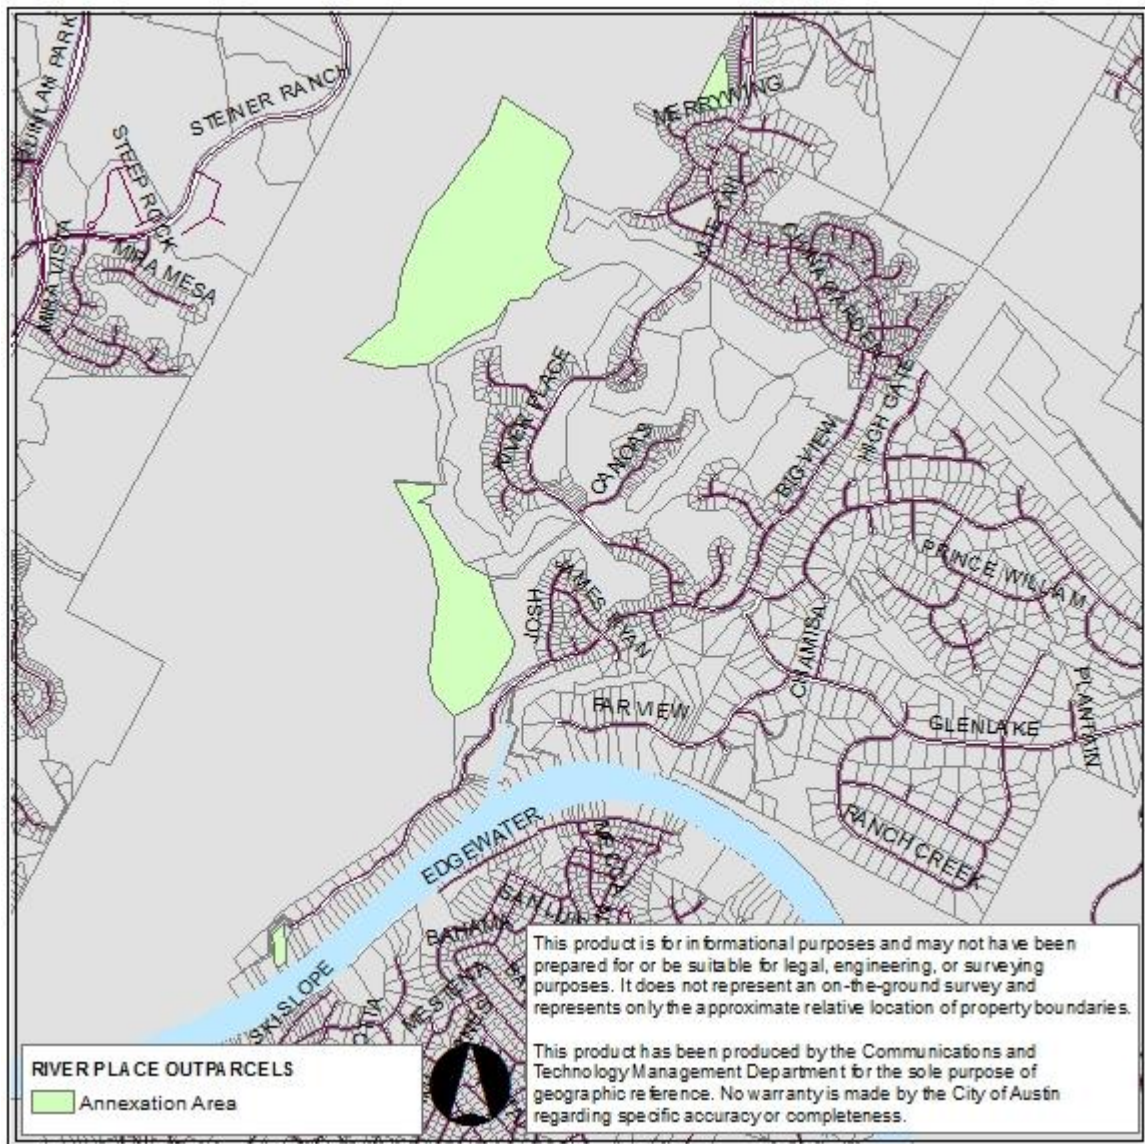 STEINER RANCH
STEEP ROCK
MIRA VISTA
MIRA MESA
MERRYWING
RIVER PLACE
CANOAS
BIG VIEW
HIGH GATE
PRINCE WILLIAM
JOSH
JAMES RYAN
CHAMISA
FAR VIEW
GLENLAKE
PLANTAIN
RANCH CREEK
EDGEWATER
BAHAMA
SKI SLOPE
This product is for informational purposes and may not have been
prepared for or be suitable for legal, engineering, or surveying
purposes. It does not represent an on-the-ground survey and
represents only the approximate relative location of property boundaries.
This product has been produced by the Communications and
Technology Management Department for the sole purpose of
geographic reference. No warranty is made by the City of Austin
regarding specific accuracy or completeness.
RIVER PLACE OUTPARCELS
Annexation Area